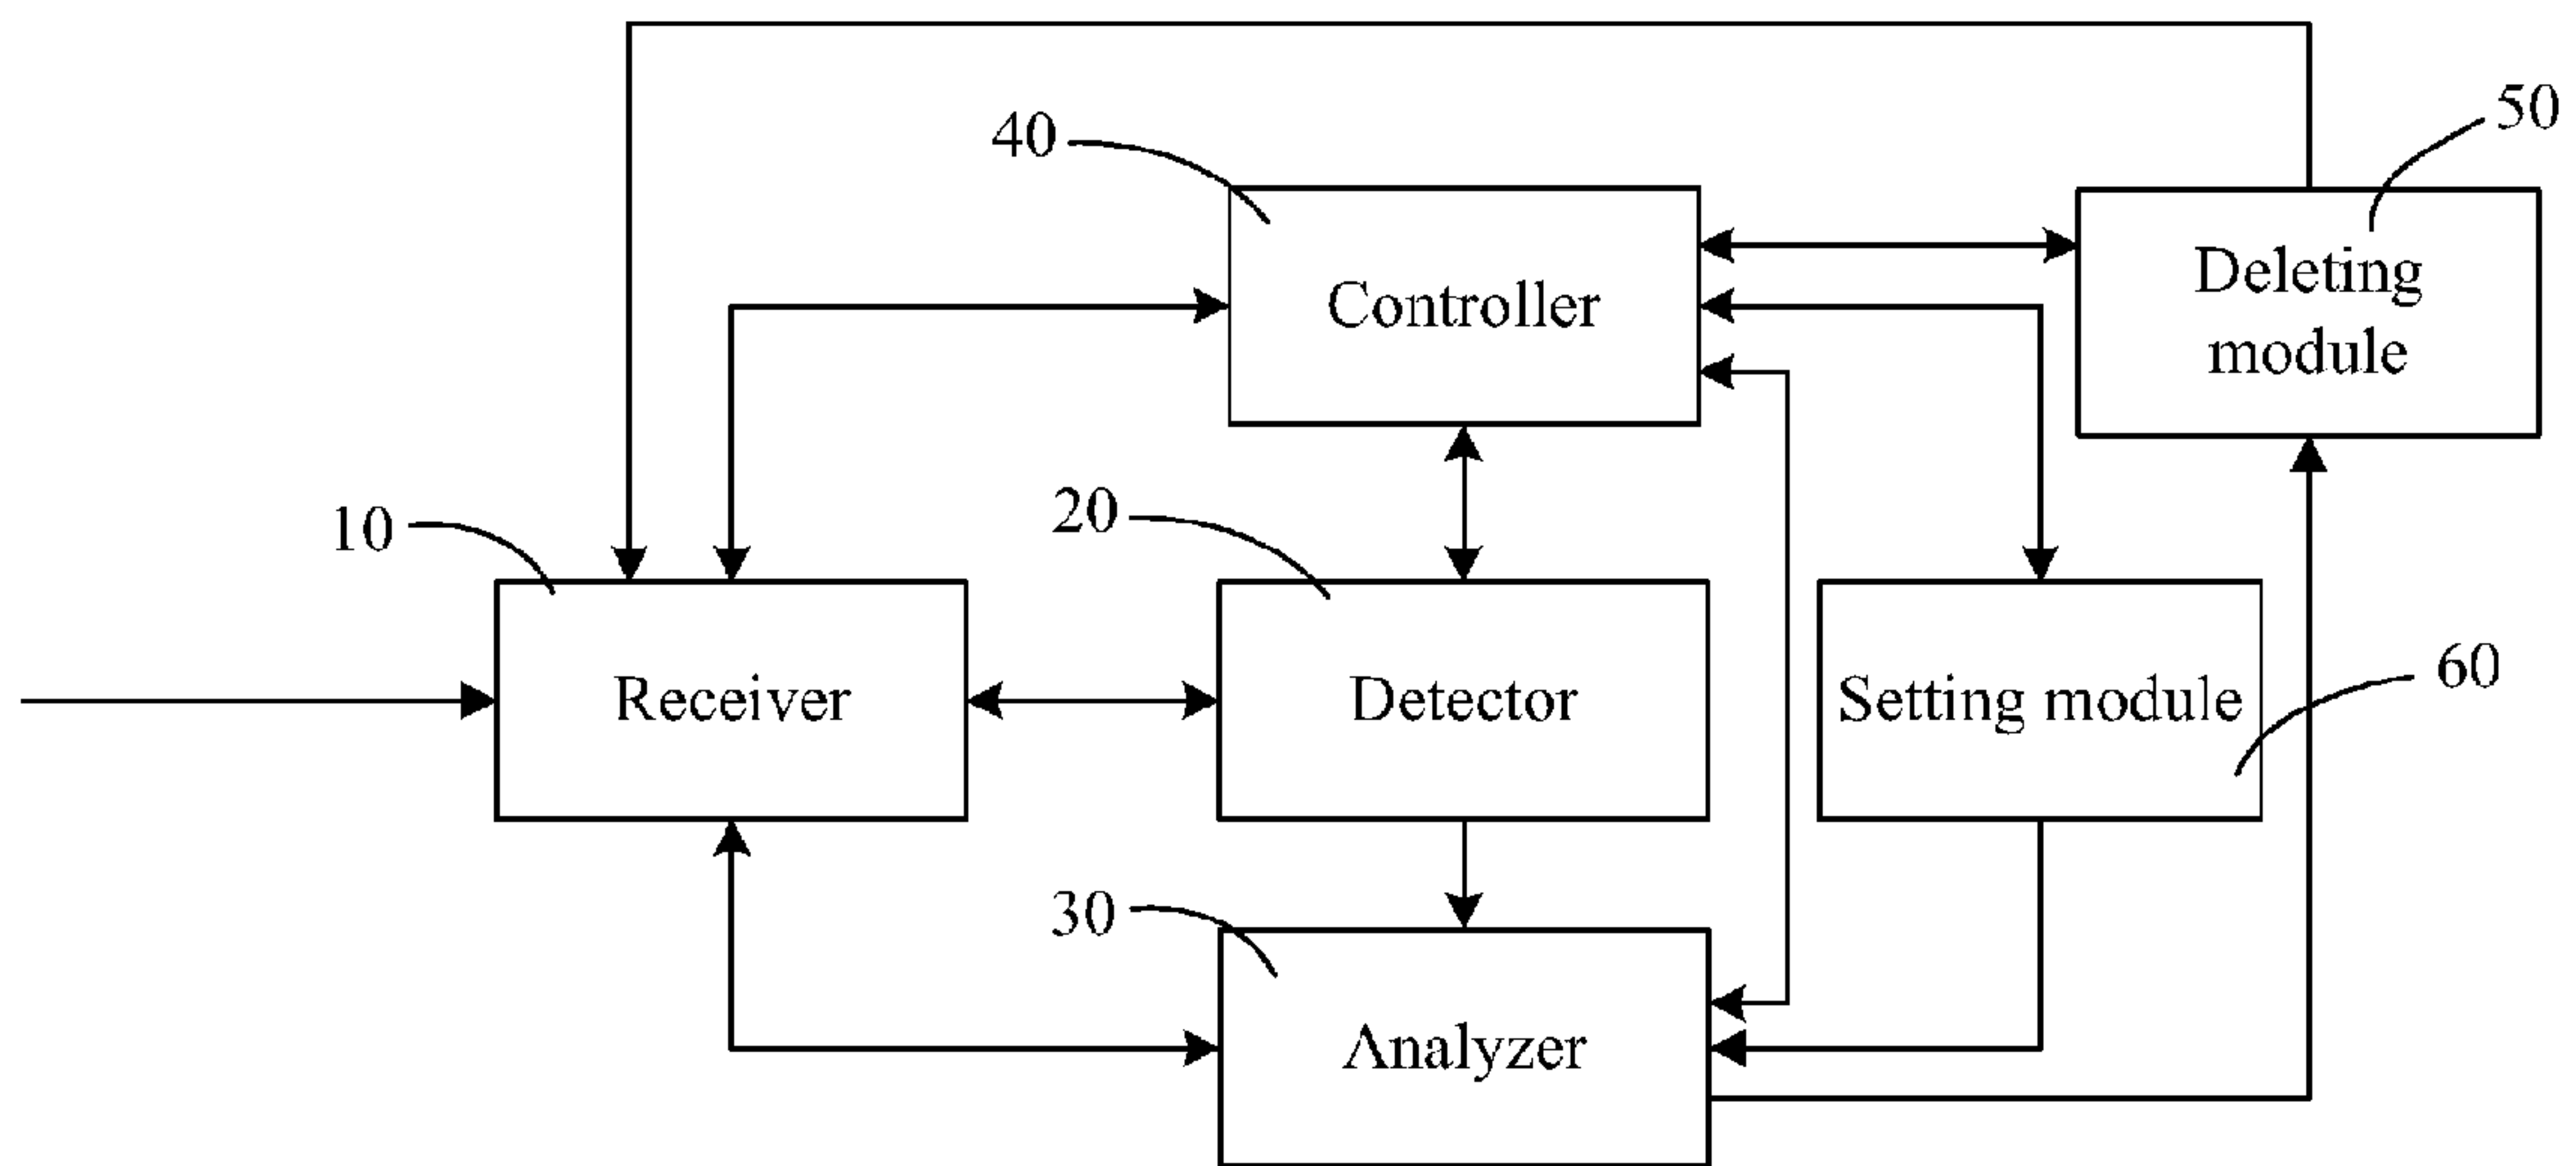 50
40
Controller
Deleting
module
10
20
Receiver
Detector
Setting module
60
30
Analyzer